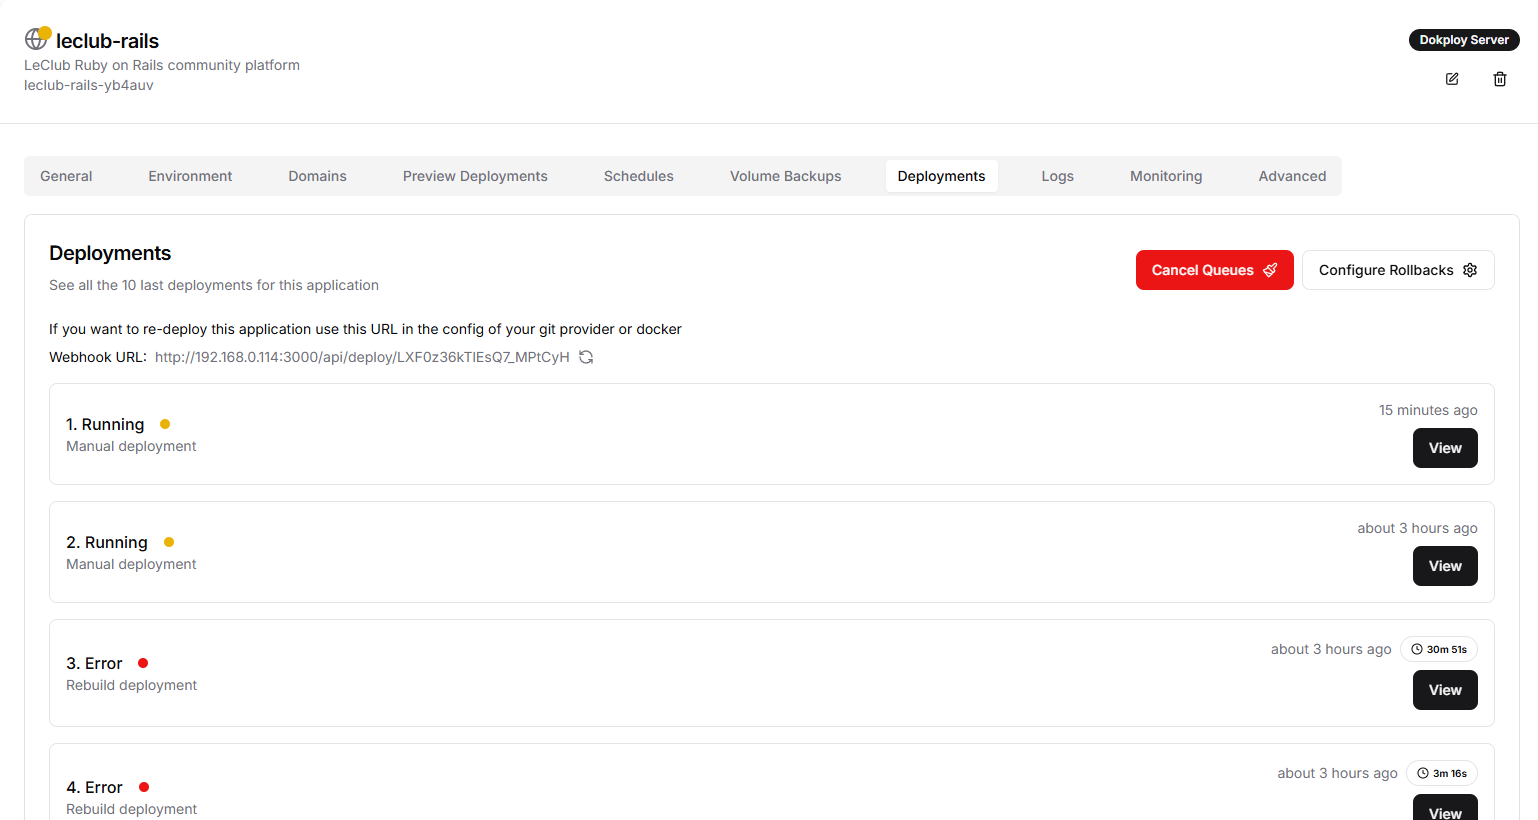 leclub-rails
Dokploy Server
LeClub Ruby on Rails community platform
leclub-rails-yb4auv
General Environment Domains Preview Deployments Schedules Volume Backups Deployments Logs Monitoring Advanced
Deployments
See all the 10 last deployments for this application
Cancel Queues
Configure Rollbacks
If you want to re-deploy this application use this URL in the config of your git provider or docker
Webhook URL: http://192.168.0.114:3000/api/deploy/LXF0z36kTlEsQ7_MPtCyH
1. Running
Manual deployment
15 minutes ago
View
2. Running
Manual deployment
about 3 hours ago
View
3. Error
Rebuild deployment
about 3 hours ago 30m 51s
View
4. Error
Rebuild deployment
about 3 hours ago 3m 16s
View